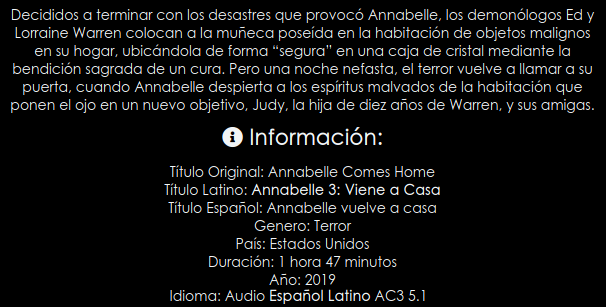 Decididos a terminar con los desastres que provocó Annabelle, los demonólogos Ed y
Lorraine Warren colocan a la muñeca poseída en la habitación de objetos malignos
en su hogar, ubicándola de forma “segura” en una caja de cristal mediante la
bendición sagrada de un cura. Pero una noche nefasta, el terror vuelve a llamar a su
puerta, cuando Annabelle despierta a los espíritus malvados de la habitación que
ponen el ojo en un nuevo objetivo, Judy, la hija de diez años de Warren, y sus amigas.
Información:
Título Original: Annabelle Comes Home
Título Latino: Annabelle 3: Viene a Casa
Título Español: Annabelle vuelve a casa
Genero: Terror
País: Estados Unidos
Duración: 1 hora 47 minutos
Año: 2019
Idioma: Audio Español Latino AC3 5.1